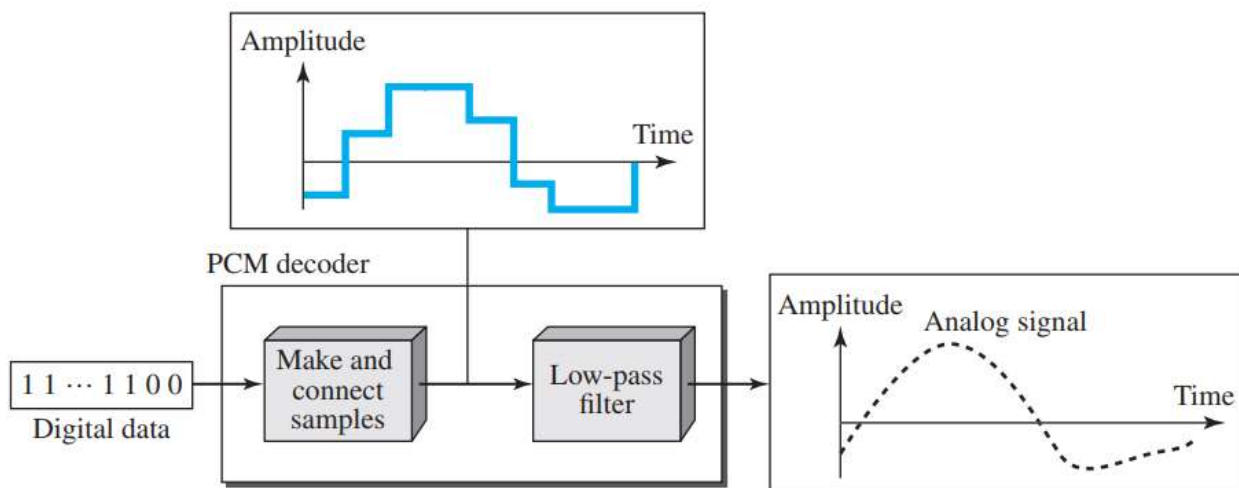 Amplitude
Time
PCM decoder
Make and
connect
samples
Low-pass
filter
1 1 ··· 1 1 0 0
Digital data
Amplitude
Analog signal
Time